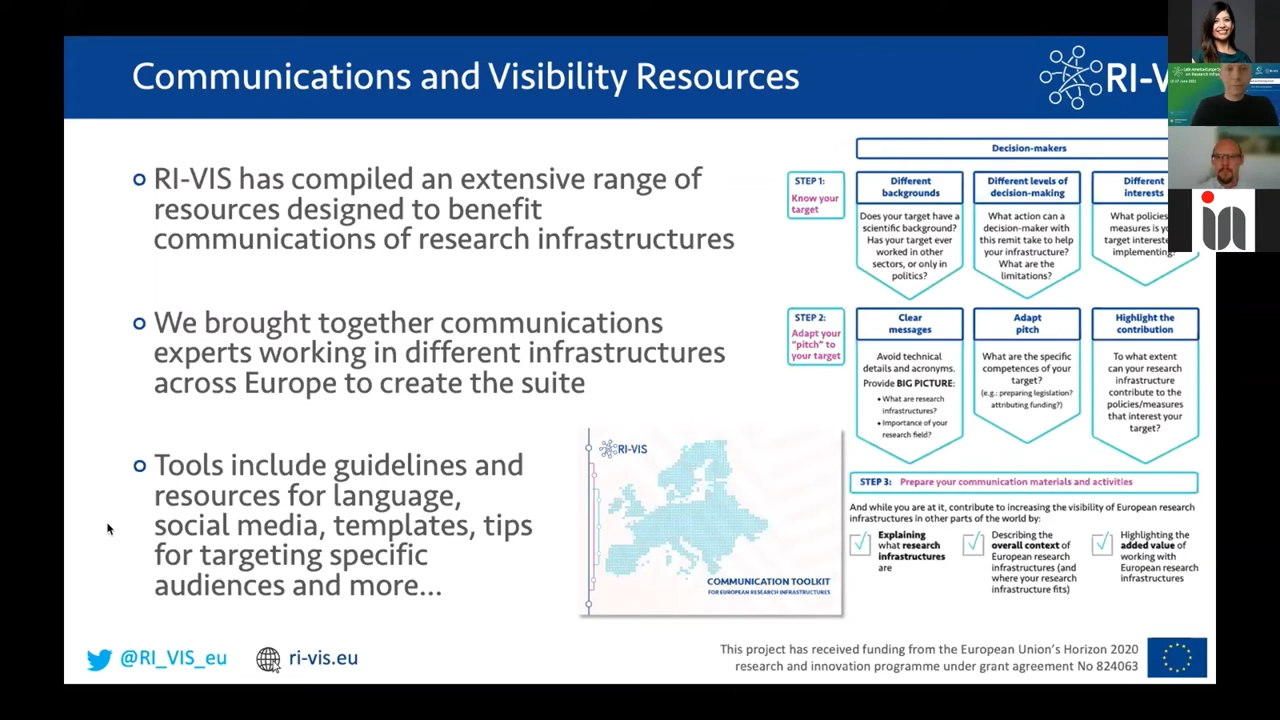 Communications and Visibility Resources
RI-V
RI-VIS has compiled an extensive range of
resources designed to benefit
communications of research infrastructures
We brought together communications
experts working in different infrastructures
across Europe to create the suite
Tools include guidelines and
resources for language,
social media, templates, tips
for targeting specific
audiences and more...
RI-VIS
COMMUNICATION TOOLKIT
FOR EUROPEAN RESEARCH INFRASTRUCTURES
Decision-makers
STEP 1:
Know your
target
Different
backgrounds
Does your target have a
scientific background?
Has your target ever
worked in other
sectors, or only in
politics?
Different levels of
decision-making
What action can a
decision-maker with
this remit take to help
your infrastructure?
What are the
limitations?
Different
interests
What policies
measures is yo
target intereste
implementing
STEP 2:
Adapt your
"pitch" to
your target
Clear
messages
Avoid technical
details and acronyms.
Provide BIG PICTURE:
• What are research
infrastructures?
• Importance of your
research field?
Adapt
pitch
What are the specific
competences of your
target?
(e.g.: preparing legislation?
attributing funding?)
Highlight the
contribution
To what extent
can your research
infrastructure
contribute to the
policies/measures
that interest your
target?
STEP 3: Prepare your communication materials and activities
And while you are at it, contribute to increasing the visibility of European research
infrastructures in other parts of the world by:
Explaining
what research
infrastructures
are
Describing the
overall context of
European research
infrastructures (and
where your research
infrastructure fits)
Highlighting the
added value of
working with
European research
infrastructures
@RI_VIS_eu
ri-vis.eu
This project has received funding from the European Union's Horizon 2020
research and innovation programme under grant agreement No 824063